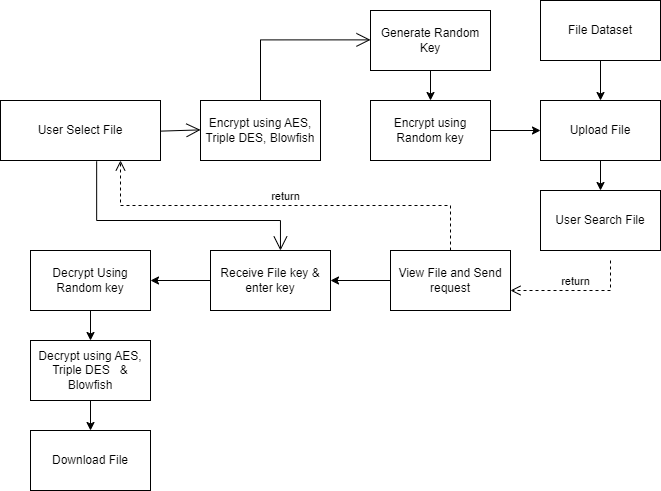 Generate Random
Key
File Dataset
User Select File
Encrypt using AES,
Triple DES, Blowfish
Encrypt using
Random key
Upload File
return
User Search File
Decrypt Using
Random key
Receive File key &
enter key
View File and Send
request
return
Decrypt using AES,
Triple DES &
Blowfish
Download File